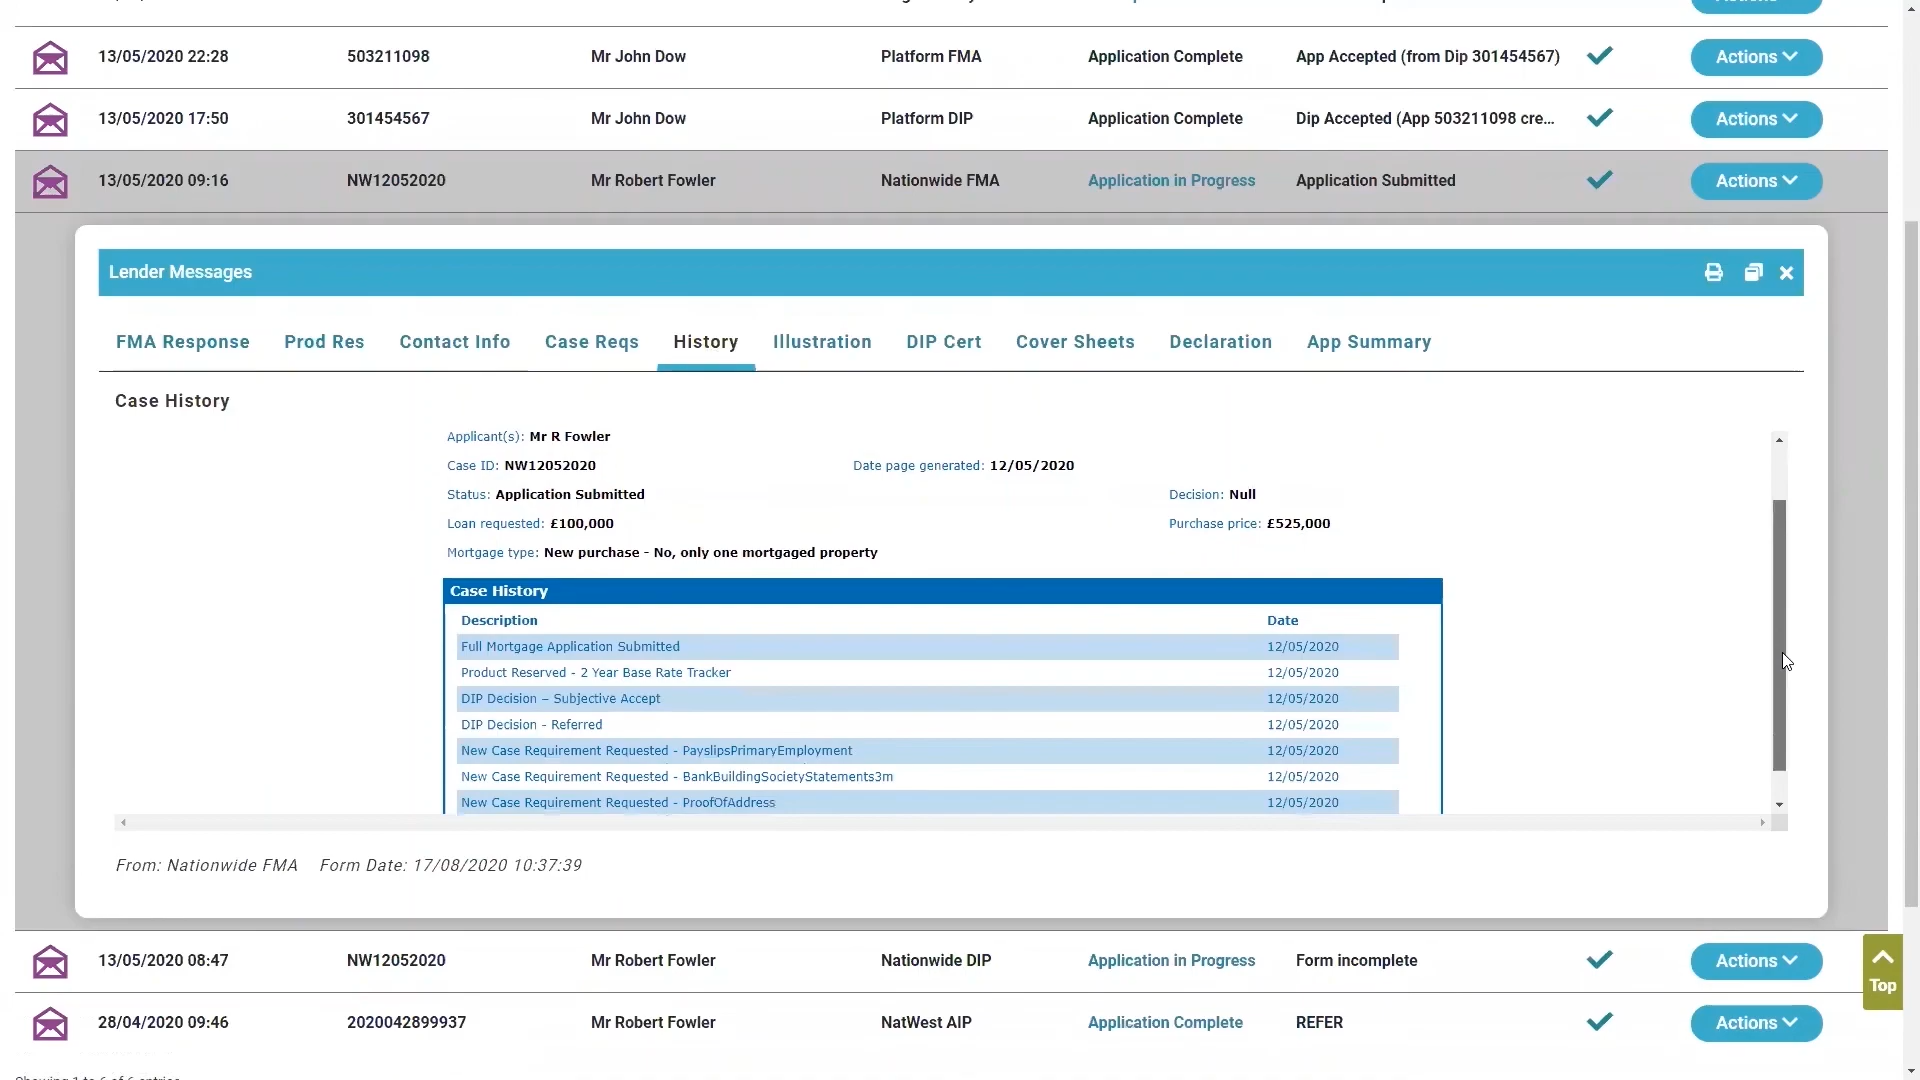 13/05/2020 22:28 503211098 Mr John Dow Platform FMA Application Complete App Accepted (from Dip 301454567) Actions
13/05/2020 17:50 301454567 Mr John Dow Platform DIP Application Complete Dip Accepted (App 503211098 cre... Actions
13/05/2020 09:16 NW12052020 Mr Robert Fowler Nationwide FMA Application in Progress Application Submitted Actions
Lender Messages
FMA Response Prod Res Contact Info Case Reqs History Illustration DIP Cert Cover Sheets Declaration App Summary
Case History
Applicant(s): Mr R Fowler
Case ID: NW12052020 Date page generated: 12/05/2020
Status: Application Submitted Decision: Null
Loan requested: £100,000 Purchase price: £525,000
Mortgage type: New purchase - No, only one mortgaged property
Case History
Description Date
Full Mortgage Application Submitted 12/05/2020
Product Reserved - 2 Year Base Rate Tracker 12/05/2020
DIP Decision – Subjective Accept 12/05/2020
DIP Decision - Referred 12/05/2020
New Case Requirement Requested - PayslipsPrimaryEmployment 12/05/2020
New Case Requirement Requested - BankBuildingSocietyStatements3m 12/05/2020
New Case Requirement Requested - ProofOfAddress 12/05/2020
From: Nationwide FMA Form Date: 17/08/2020 10:37:39
13/05/2020 08:47 NW12052020 Mr Robert Fowler Nationwide DIP Application in Progress Form incomplete Actions
Top
28/04/2020 09:46 2020042899937 Mr Robert Fowler NatWest AIP Application Complete REFER Actions
Showing 1 to 6 of 6 entries